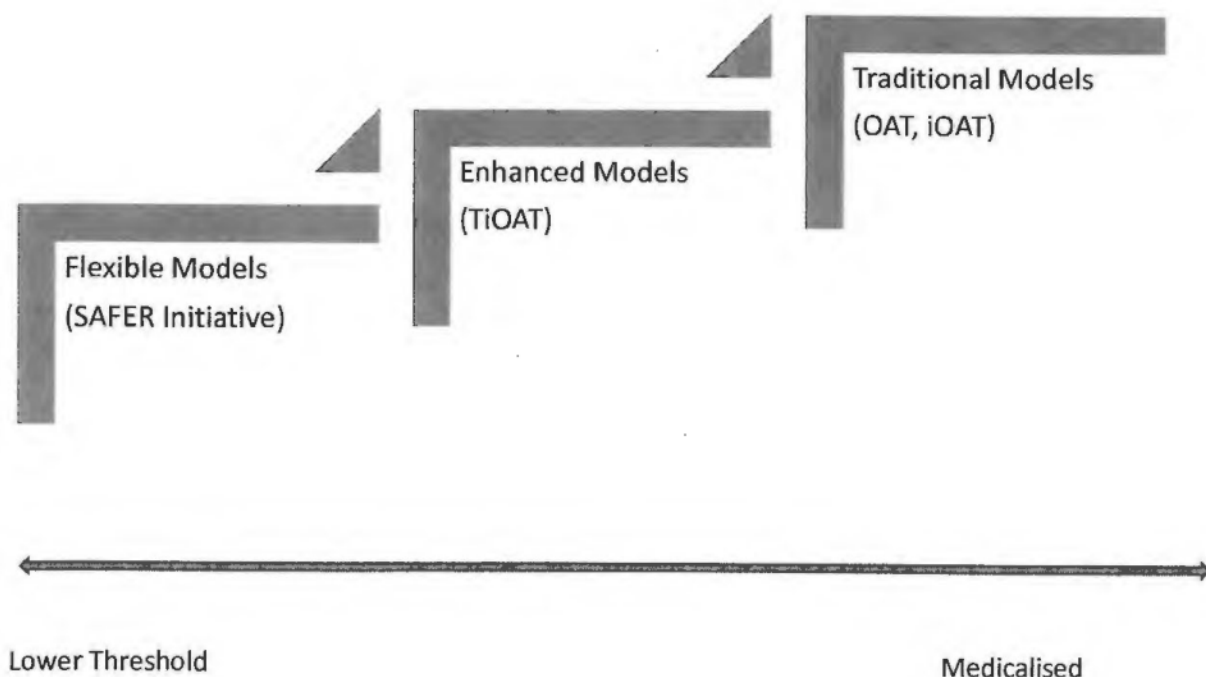 Traditional Models
(OAT, iOAT)
Enhanced Models
(TiOAT)
Flexible Models
(SAFER Initiative)
Lower Threshold
Medicalised